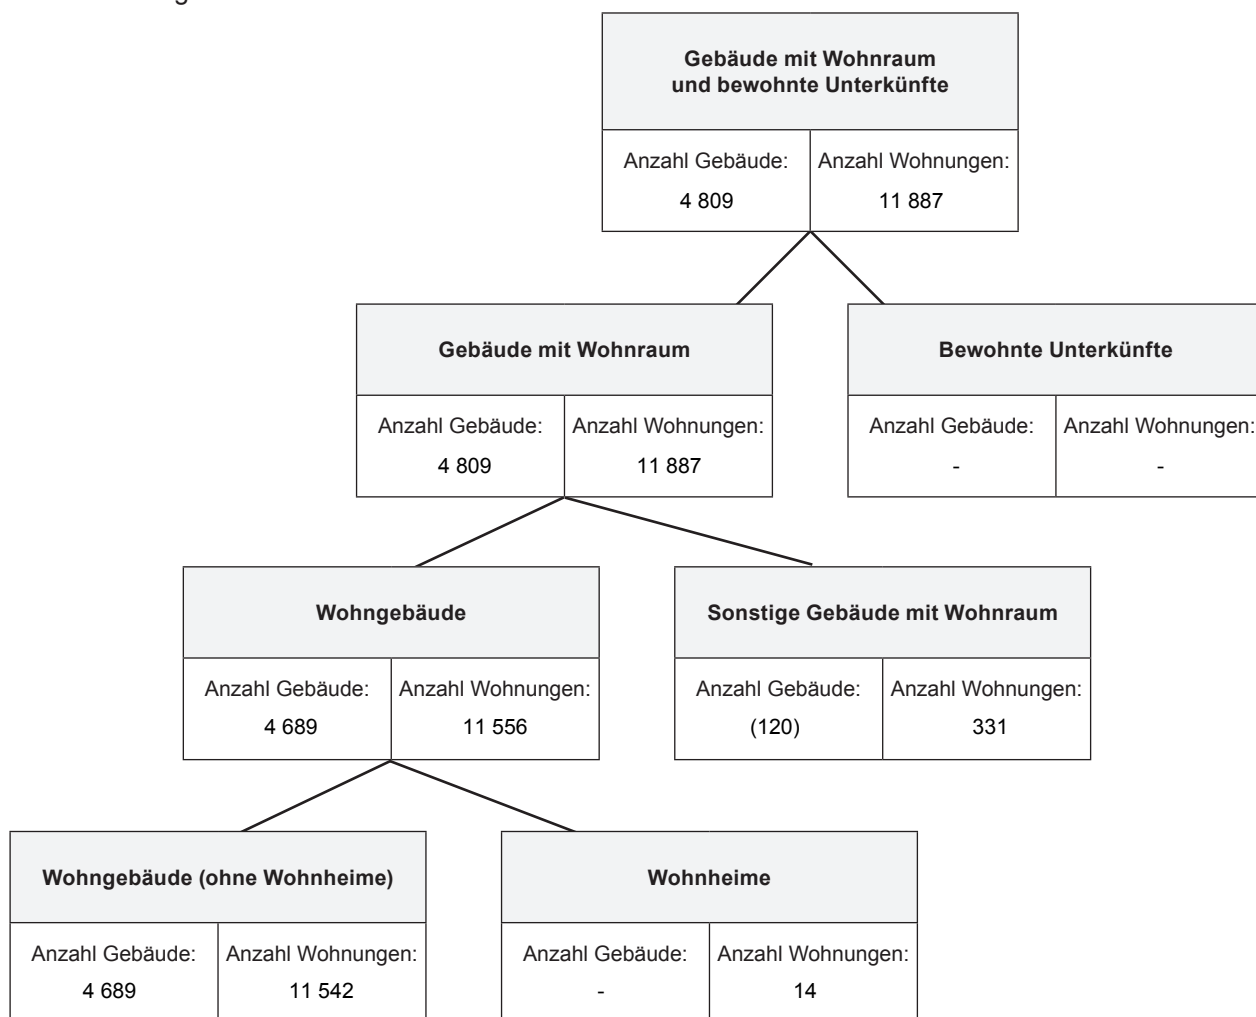 Gebäude mit Wohnraum
und bewohnte Unterkünfte
Anzahl Gebäude: Anzahl Wohnungen:
4 809 11 887
Gebäude mit Wohnraum
Anzahl Gebäude: Anzahl Wohnungen:
4 809 11 887
Bewohnte Unterkünfte
Anzahl Gebäude: Anzahl Wohnungen:
- -
Wohngebäude
Anzahl Gebäude: Anzahl Wohnungen:
4 689 11 556
Sonstige Gebäude mit Wohnraum
Anzahl Gebäude: Anzahl Wohnungen:
(120) 331
Wohngebäude (ohne Wohnheime)
Anzahl Gebäude: Anzahl Wohnungen:
4 689 11 542
Wohnheime
Anzahl Gebäude: Anzahl Wohnungen:
- 14